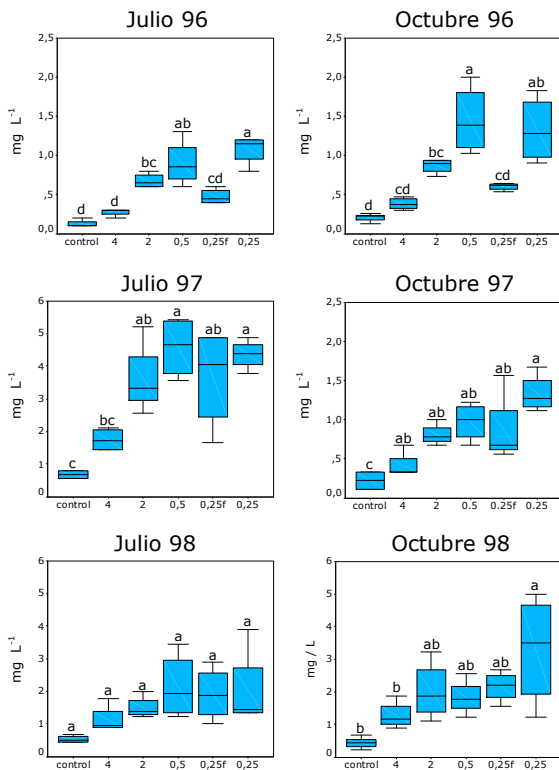 Julio 96
2,5
2,0
1,5
1,0
,5
0,0
mg L-1
d
d
bc
ab
cd
a
control 4 2 0,5 0,25f 0,25
Octubre 96
2,5
2,0
1,5
1,0
,5
0,0
mg L-1
d
cd
bc
a
cd
ab
control 4 2 0,5 0,25f 0,25
Julio 97
6
5
4
3
2
1
0
mg L-1
c
bc
ab
a
ab
a
control 4 2 0,5 0,25f 0,25
Octubre 97
2,5
2,0
1,5
1,0
,5
0,0
mg L-1
c
ab
ab
ab
ab
a
control 4 2 0,5 0,25f 0,25
Julio 98
6
5
4
3
2
1
0
mg L-1
a
a
a
a
a
a
control 4 2 0,5 0,25f 0,25
Octubre 98
6
5
4
3
2
1
0
mg / L
b
b
ab
ab
ab
a
control 4 2 0,5 0,25f 0,25